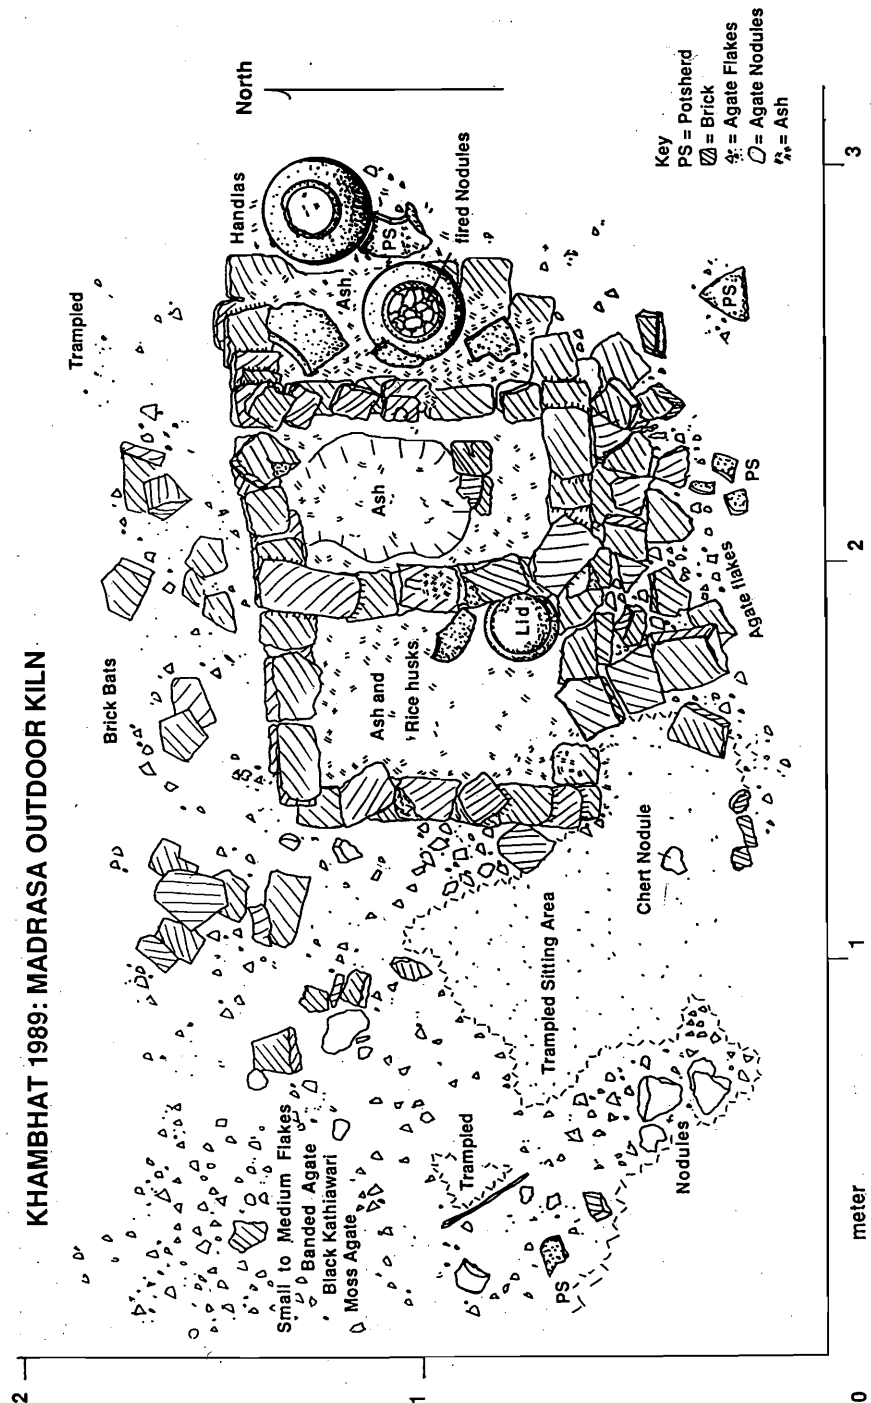 KHAMBHAT 1989: MADRASA OUTDOOR KILN
North
Trampled
Handlas
Brick Bats
PS
fired Nodules
Ash
Ash
Ash and
Rice husks
Lid
PS
PS
Agate flakes
Key
PS = Potsherd
= Brick
= Agate Flakes
= Agate Nodules
= Ash
Chert Nodule
Trampled Sitting Area
Small to Medium Flakes
Banded Agate
Black Kathiawari
Moss Agate
Trampled
Nodules
PS
2
1
0
meter
1
2
3